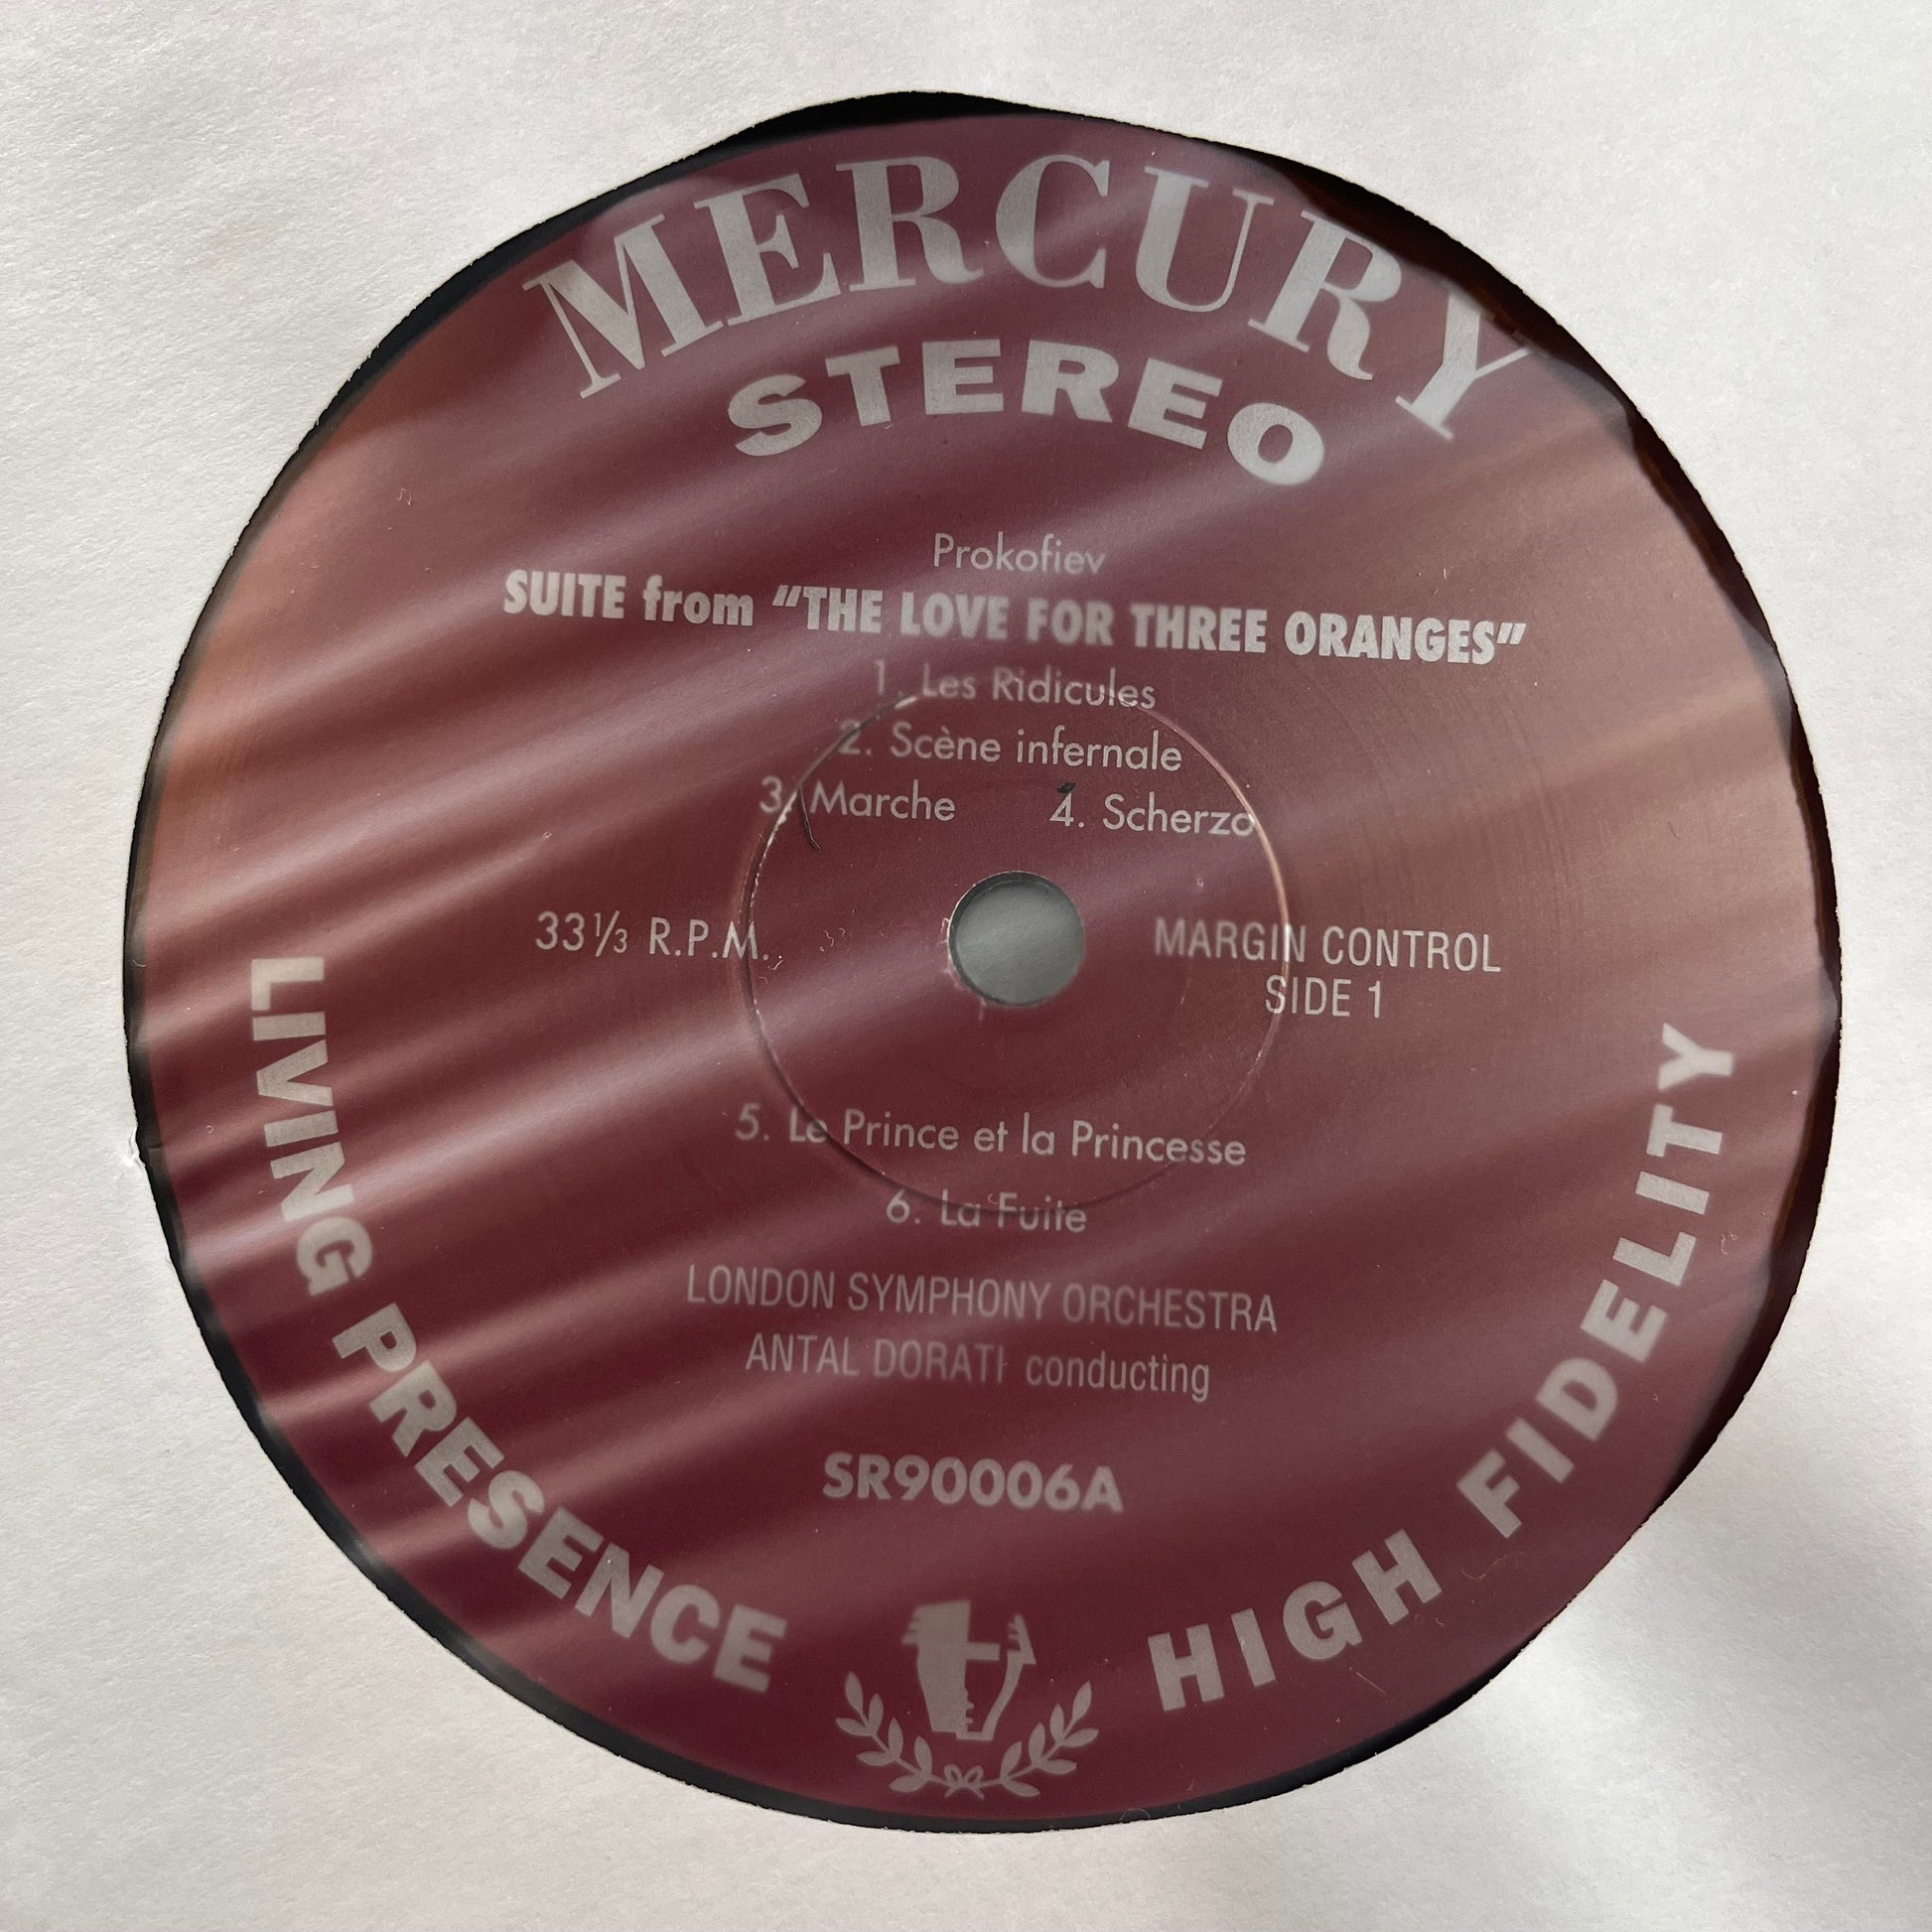 MERCURY
STEREO
Prokofiev
SUITE from "THE LOVE FOR THREE ORANGES"
1. Les Ridicules
2. Scène infernale
3. Marche 4. Scherzo
33⅓ R.P.M.
MARGIN CONTROL
SIDE 1
5. Le Prince et la Princesse
6. La Fuite
LONDON SYMPHONY ORCHESTRA
ANTAL DORATI conducting
SR90006A
LIVING PRESENCE
HIGH FIDELITY